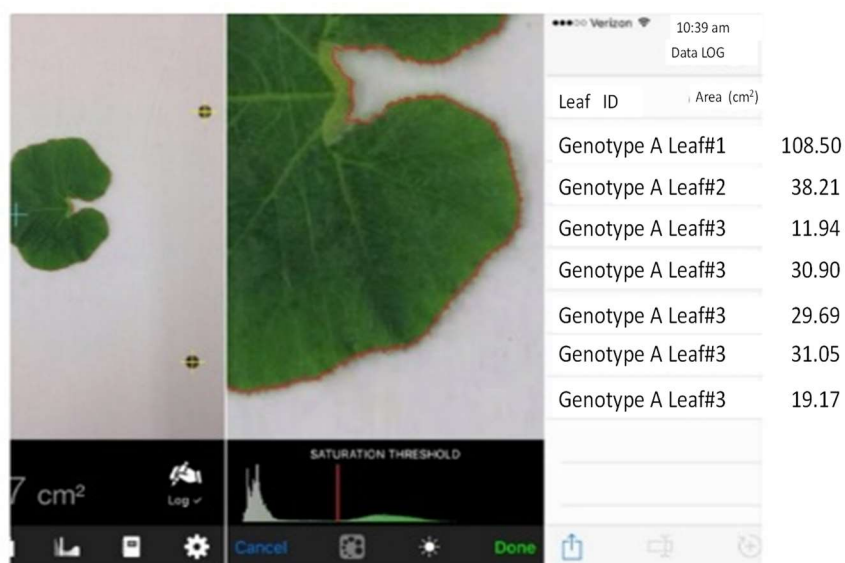 7 cm²
Log ✓
SATURATION THRESHOLD
Cancel
Done
Verizon
10:39 am
Data LOG
Leaf ID Area (cm²)
Genotype A Leaf#1 108.50
Genotype A Leaf#2 38.21
Genotype A Leaf#3 11.94
Genotype A Leaf#3 30.90
Genotype A Leaf#3 29.69
Genotype A Leaf#3 31.05
Genotype A Leaf#3 19.17